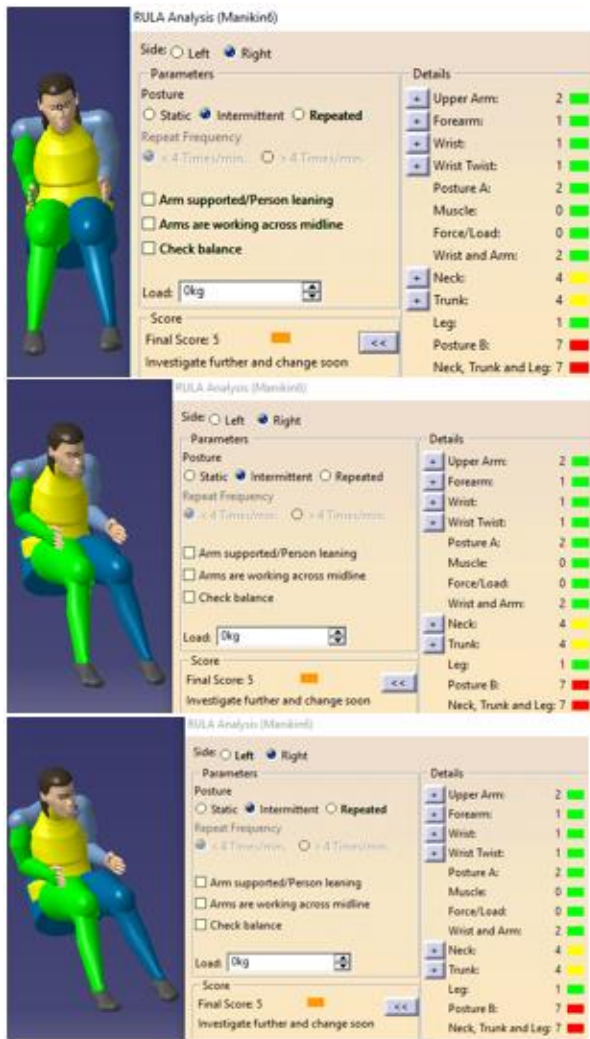 RULA Analysis (Manikin6)
Side: Left Right
Parameters
Posture
Static Intermittent Repeated
Repeat Frequency
< 4 Times/min. > 4 Times/min.
Arm supported/Person leaning
Arms are working across midline
Check balance
Load: 0kg
Score
Final Score: 5
<<
Investigate further and change soon
Details
+ Upper Arm: 2
+ Forearm: 1
+ Wrist: 1
+ Wrist Twist: 1
Posture A: 2
Muscle: 0
Force/Load: 0
Wrist and Arm: 2
+ Neck: 4
+ Trunk: 4
Leg: 1
Posture B: 7
Neck, Trunk and Leg: 7
RULA Analysis (Manikin6)
Side: Left Right
Parameters
Posture
Static Intermittent Repeated
Repeat Frequency
< 4 Times/min. > 4 Times/min.
Arm supported/Person leaning
Arms are working across midline
Check balance
Load: 0kg
Score
Final Score: 5
<<
Investigate further and change soon
Details
+ Upper Arm: 2
+ Forearm: 1
+ Wrist: 1
+ Wrist Twist: 1
Posture A: 2
Muscle: 0
Force/Load: 0
Wrist and Arm: 2
+ Neck: 4
+ Trunk: 4
Leg: 1
Posture B: 7
Neck, Trunk and Leg: 7
RULA Analysis (Manikin6)
Side: Left Right
Parameters
Posture
Static Intermittent Repeated
Repeat Frequency
< 4 Times/min. > 4 Times/min.
Arm supported/Person leaning
Arms are working across midline
Check balance
Load: 0kg
Score
Final Score: 5
<<
Investigate further and change soon
Details
+ Upper Arm: 2
+ Forearm: 1
+ Wrist: 1
+ Wrist Twist: 1
Posture A: 2
Muscle: 0
Force/Load: 0
Wrist and Arm: 2
+ Neck: 4
+ Trunk: 4
Leg: 1
Posture B: 7
Neck, Trunk and Leg: 7